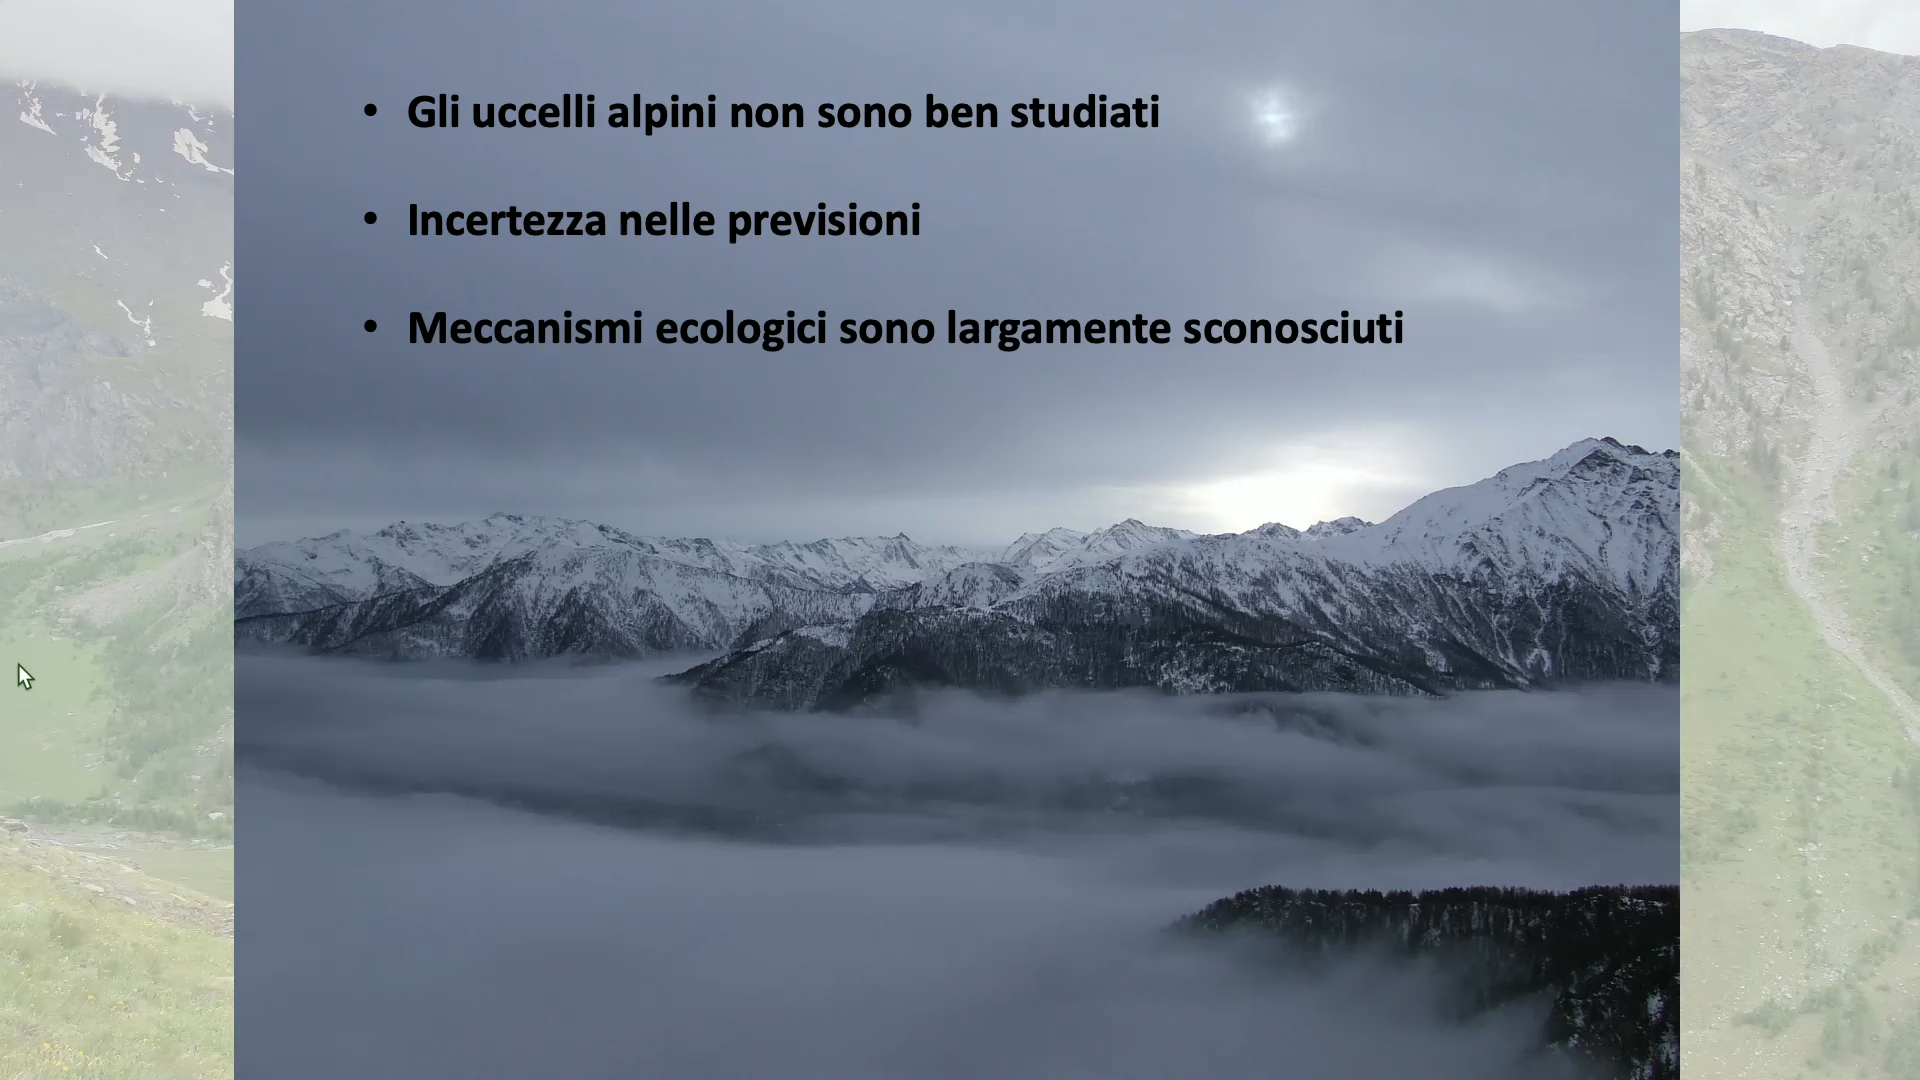 • Gli uccelli alpini non sono ben studiati
• Incertezza nelle previsioni
• Meccanismi ecologici sono largamente sconosciuti